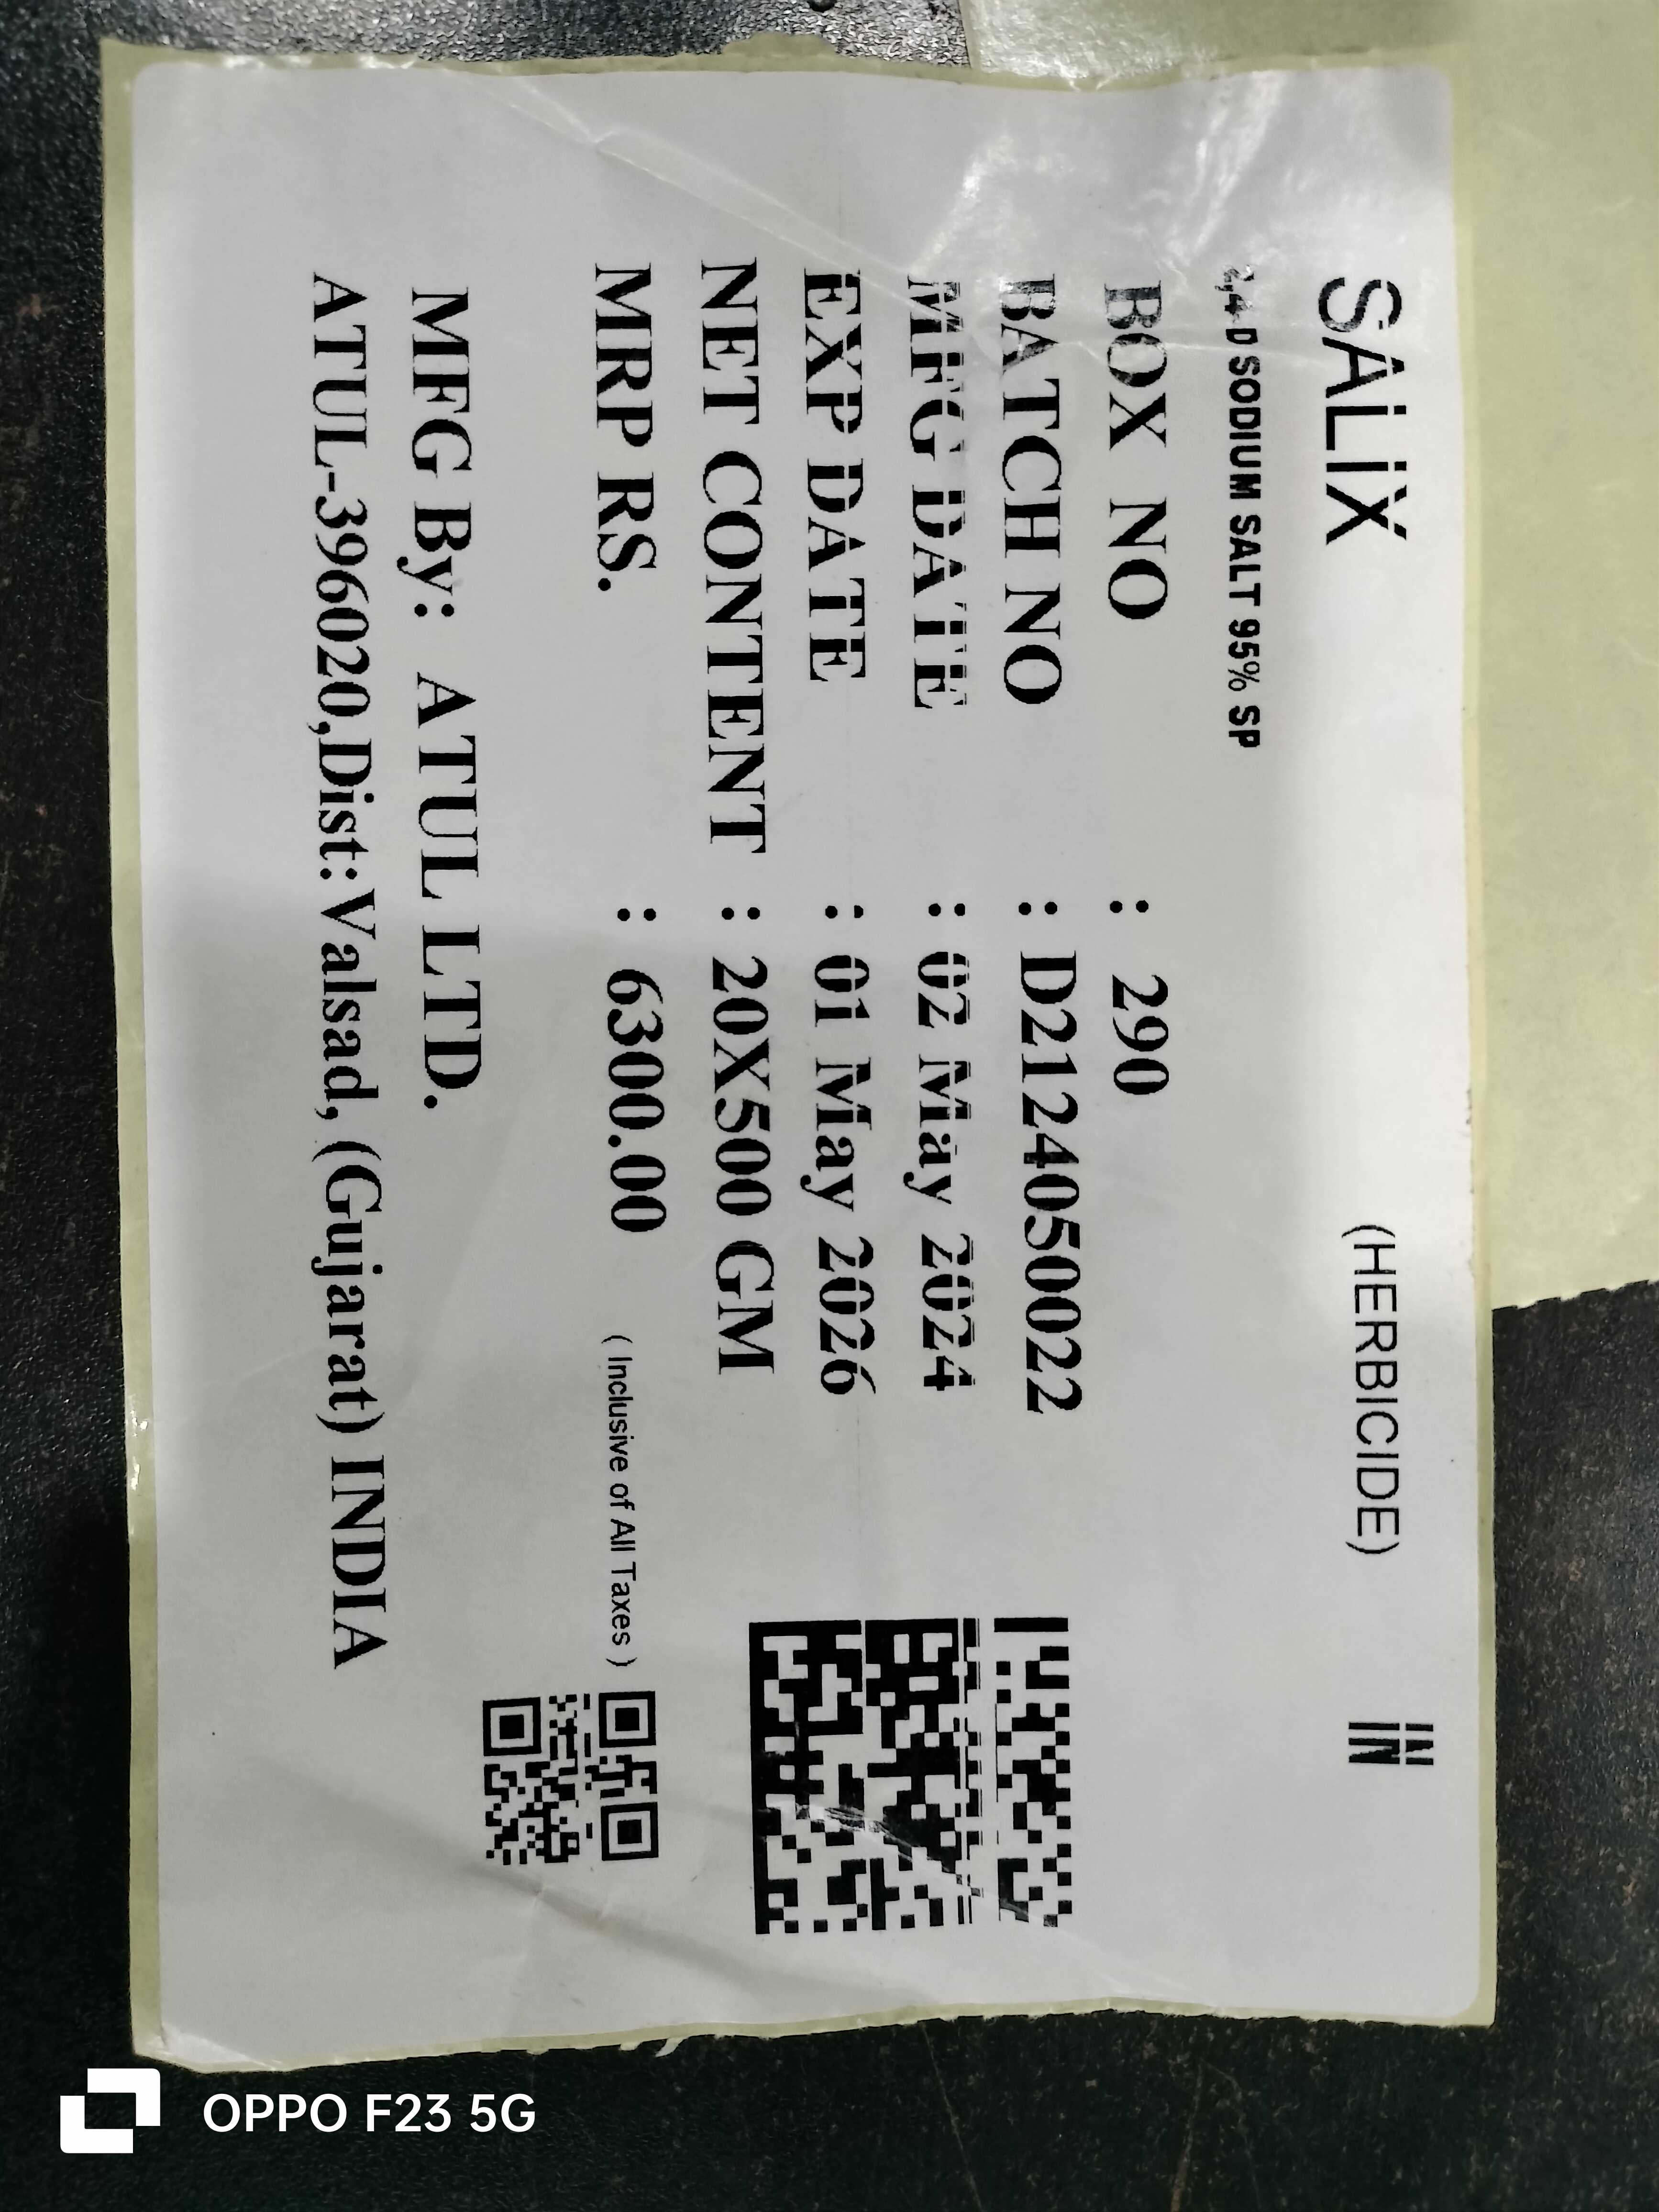 SALIX (HERBICIDE) IN
2,4-D SODIUM SALT 95% SP
BOX NO : 290
BATCH NO : D2124050022
MFG DATE : 02 May 2024
EXP DATE : 01 May 2026
NET CONTENT : 20X500 GM
MRP RS. : 6300.00 ( Inclusive of All Taxes )
MFG By: ATUL LTD.
ATUL-396020,Dist:Valsad, (Gujarat) INDIA
OPPO F23 5G